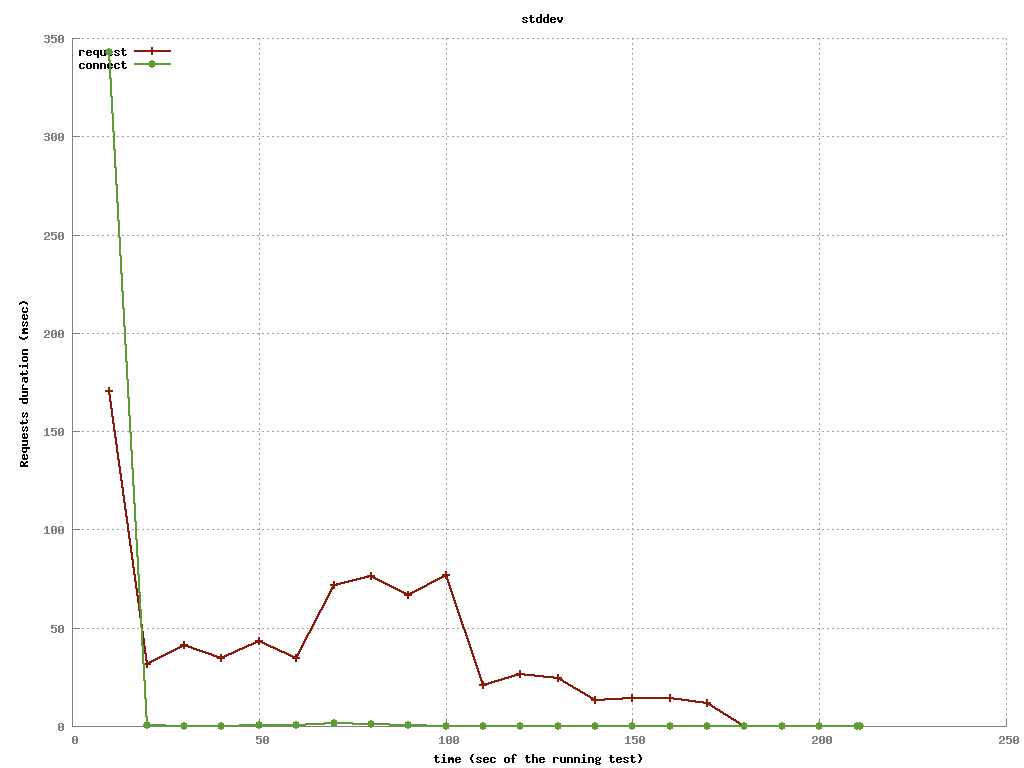 stddev
350
request
connect
300
250
200
150
100
50
0
0 50 100 150 200 250
Requests duration (msec)
time (sec of the running test)